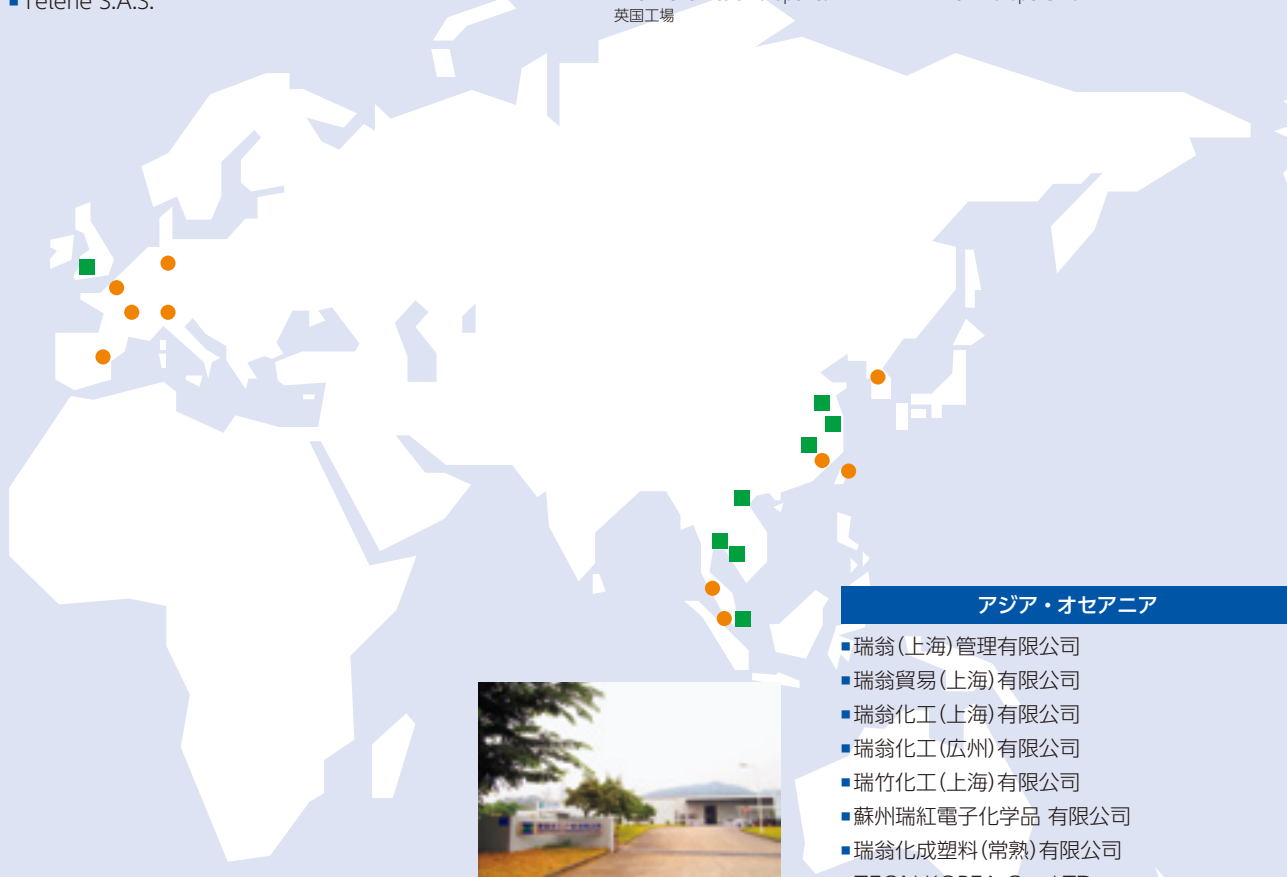 ■ Telene S.A.S.
英国工場
アジア・オセアニア
■瑞翁(上海)管理有限公司
■瑞翁貿易(上海)有限公司
■瑞翁化工(上海)有限公司
■瑞翁化工(広州)有限公司
■瑞竹化工(上海)有限公司
■蘇州瑞紅電子化学品 有限公司
■瑞翁化成塑料(常熟)有限公司